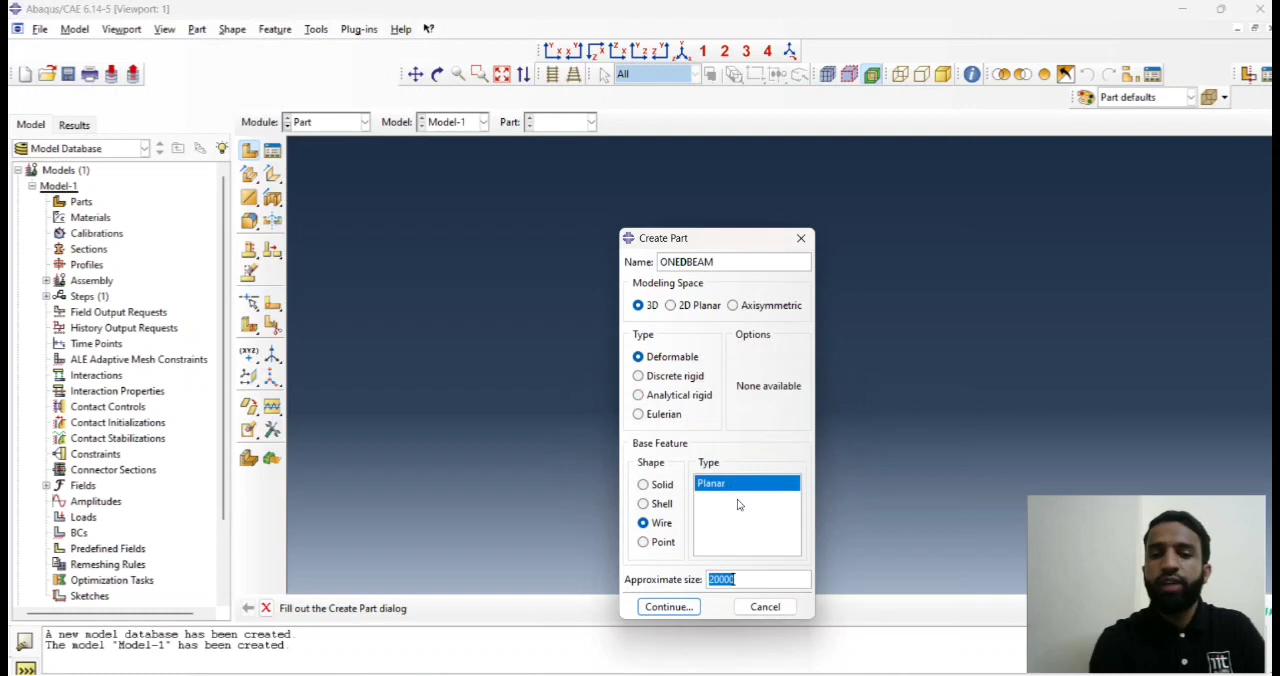 Abaqus/CAE 6.14-5 [Viewport: 1]
File Model Viewport View Part Shape Feature Tools Plug-ins Help
1 2 3 4
All
Part defaults
Model Results
Module: Part Model: Model-1 Part:
Model Database
Models (1)
Model-1
Parts
Materials
Calibrations
Sections
Profiles
Assembly
Steps (1)
Field Output Requests
History Output Requests
Time Points
ALE Adaptive Mesh Constraints
Interactions
Interaction Properties
Contact Controls
Contact Initializations
Contact Stabilizations
Constraints
Connector Sections
Fields
Amplitudes
Loads
BCs
Predefined Fields
Remeshing Rules
Optimization Tasks
Sketches
(XYZ)
Create Part
Name: ONEDBEAM
Modeling Space
3D 2D Planar Axisymmetric
Type
Options
Deformable
Discrete rigid
Analytical rigid
Eulerian
None available
Base Feature
Shape
Type
Solid
Shell
Wire
Point
Planar
Approximate size: 20000
Continue... Cancel
Fill out the Create Part dialog
A new model database has been created.
The model "Model-1" has been created.
>>>